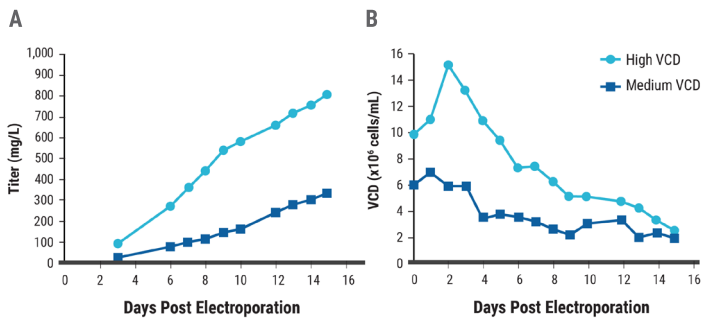 A
1,000
900
800
700
600
500
400
300
200
100
0
Titer (mg/L)
0 2 4 6 8 10 12 14 16
Days Post Electroporation
B
16
14
12
10
8
6
4
2
0
VCD (x10⁶ cells/mL)
High VCD
Medium VCD
0 2 4 6 8 10 12 14 16
Days Post Electroporation